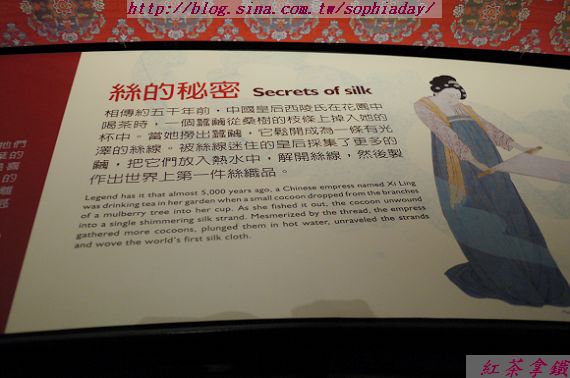 http://blog.sina.com.tw/sophiaday/
絲的秘密 Secrets of silk
相傳約五千年前，中國皇后西陵氏在花園中
喝茶時，一個蠶繭從桑樹的枝條上掉入她的
杯中。當她撈出蠶繭，它鬆開成為一條有光
澤的絲線。被絲線迷住的皇后採集了更多的
繭，把它們放入熱水中，解開絲線，然後製
作出世界上第一件絲織品。
Legend has it that almost 5,000 years ago, a Chinese empress named Xi Ling
was drinking tea in her garden when a small cocoon dropped from the branches
of a mulberry tree into her cup. As she fished it out, the cocoon unwound
into a single shimmering silk strand. Mesmerized by the thread, the empress
gathered more cocoons, plunged them in hot water, unraveled the strands
and wove the world's first silk cloth.
紅茶拿鐵